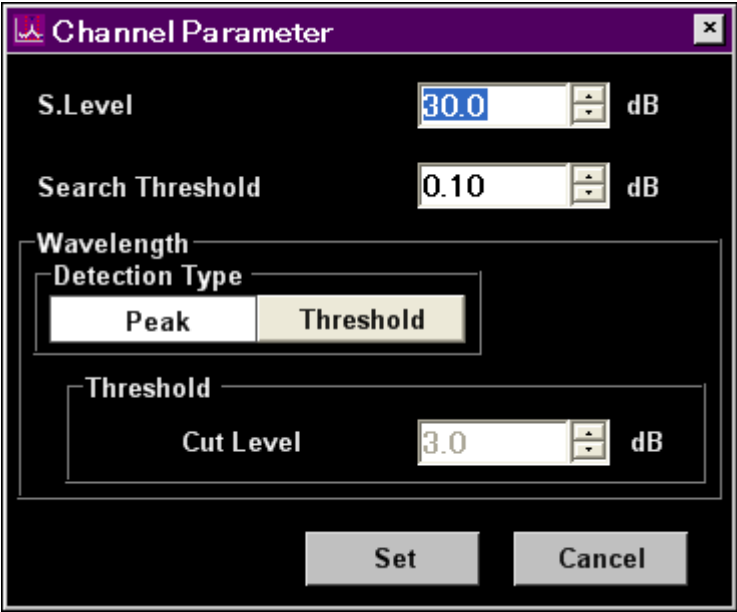 Channel Parameter
S.Level 30.0 dB
Search Threshold 0.10 dB
Wavelength
Detection Type
Peak Threshold
Threshold
Cut Level 3.0 dB
Set Cancel